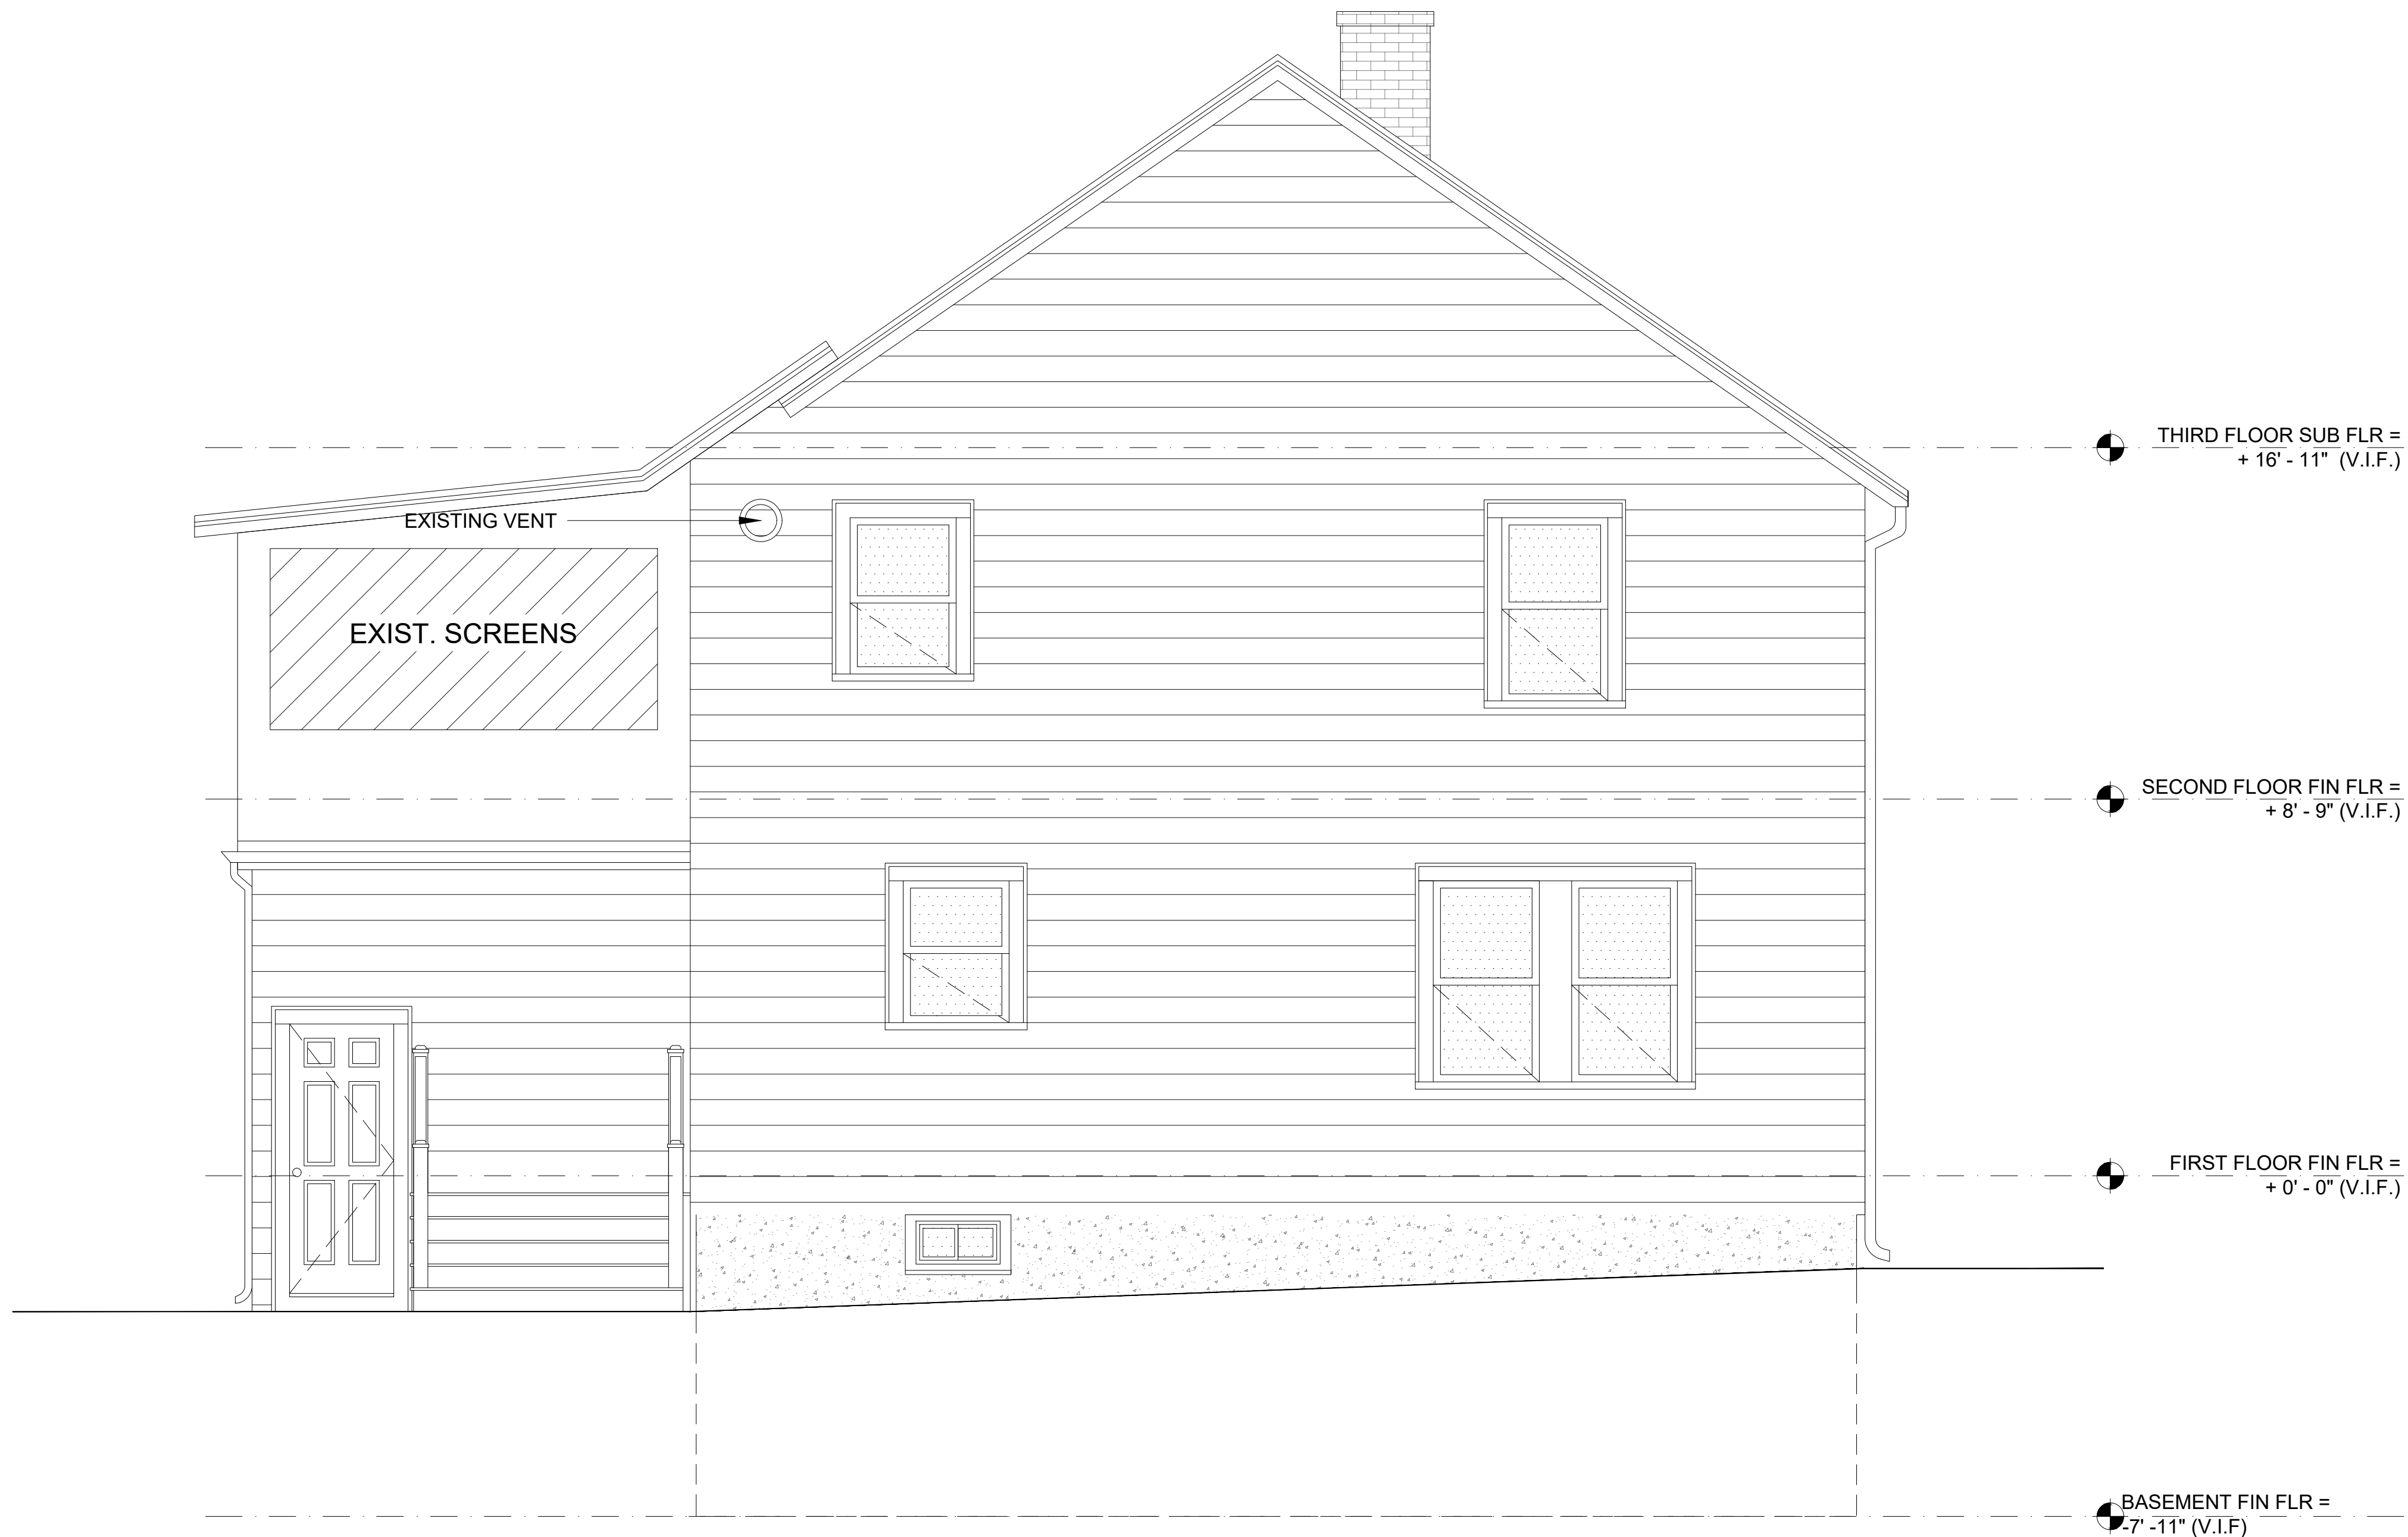 THIRD FLOOR SUB FLR =
+ 16' - 11" (V.I.F.)
EXISTING VENT
EXIST. SCREENS
SECOND FLOOR FIN FLR =
+ 8' - 9" (V.I.F.)
FIRST FLOOR FIN FLR =
+ 0' - 0" (V.I.F.)
BASEMENT FIN FLR =
-7' -11" (V.I.F)